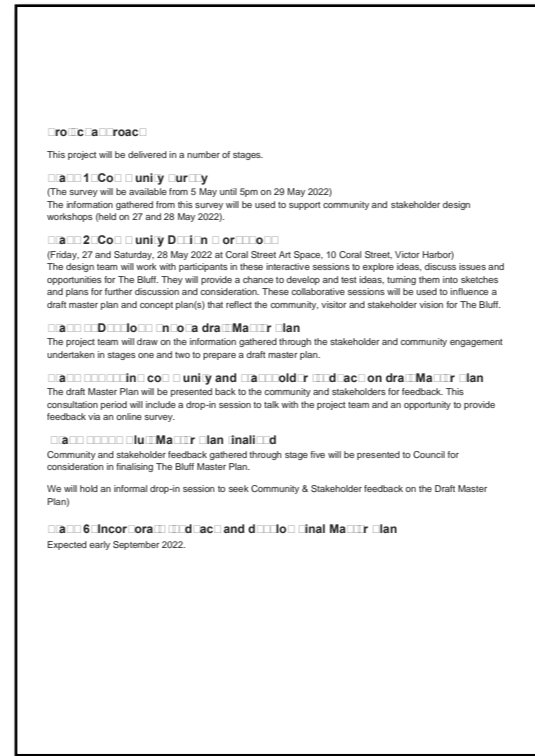 This project will be delivered in a number of stages.
(The survey will be available from 5 May until 5pm on 29 May 2022)
The information gathered from this survey will be used to support community and stakeholder design
workshops (held on 27 and 28 May 2022).
(Friday, 27 and Saturday, 28 May 2022 at Coral Street Art Space, 10 Coral Street, Victor Harbor)
The design team will work with participants in these interactive sessions to explore ideas, discuss issues and
opportunities for The Bluff. They will provide a chance to develop and test ideas, turning them into sketches
and plans for further discussion and consideration. These collaborative sessions will be used to influence a
draft master plan and concept plan(s) that reflect the community, visitor and stakeholder vision for The Bluff.
The project team will draw on the information gathered through the stakeholder and community engagement
undertaken in stages one and two to prepare a draft master plan.
and on
The draft Master Plan will be presented back to the community and stakeholders for feedback. This
consultation period will include a drop-in session to talk with the project team and an opportunity to provide
feedback via an online survey.
Community and stakeholder feedback gathered through stage five will be presented to Council for
consideration in finalising The Bluff Master Plan.
We will hold an informal drop-in session to seek Community & Stakeholder feedback on the Draft Master
Plan)
and
Expected early September 2022.